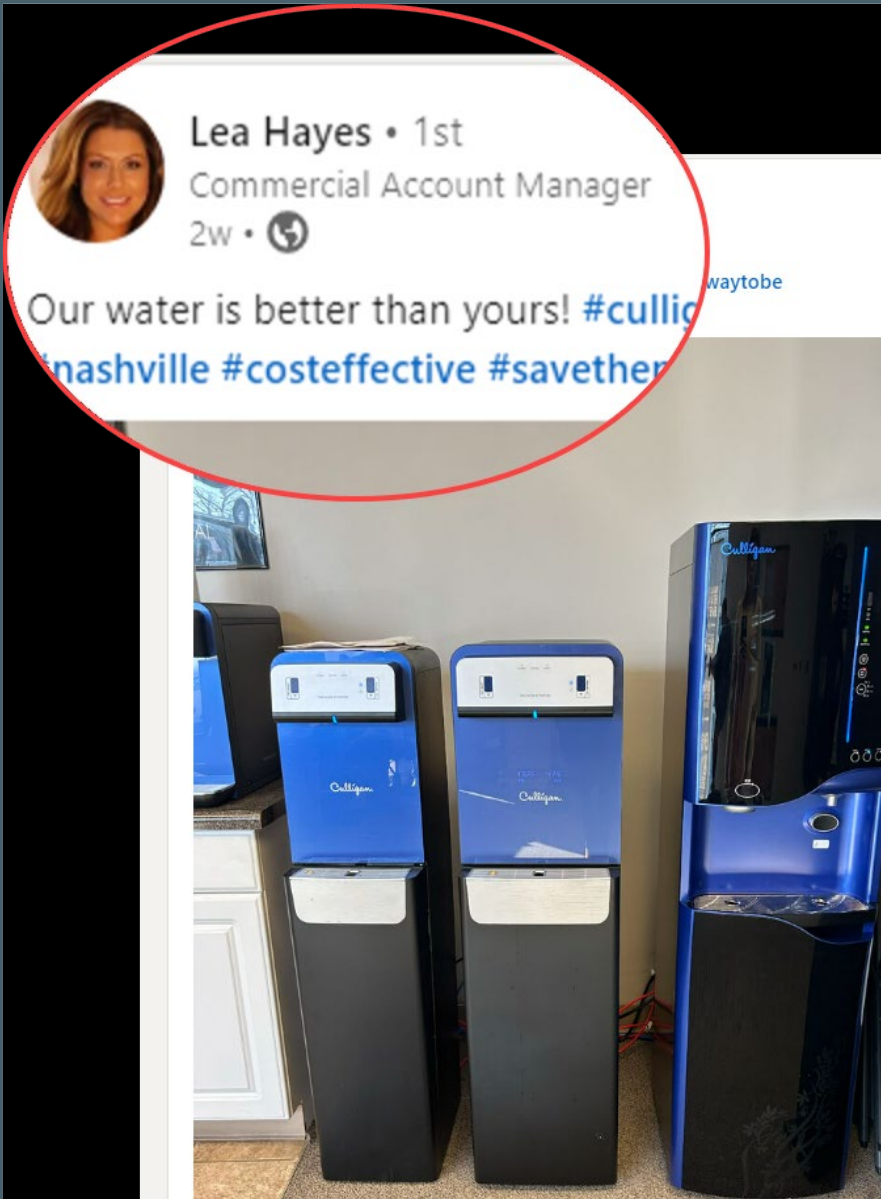 Lea Hayes • 1st
Commercial Account Manager
2w •
Our water is better than yours! #cullig
#nashville #costeffective #savethe
waytobe
Culligan
Culligan
Culligan